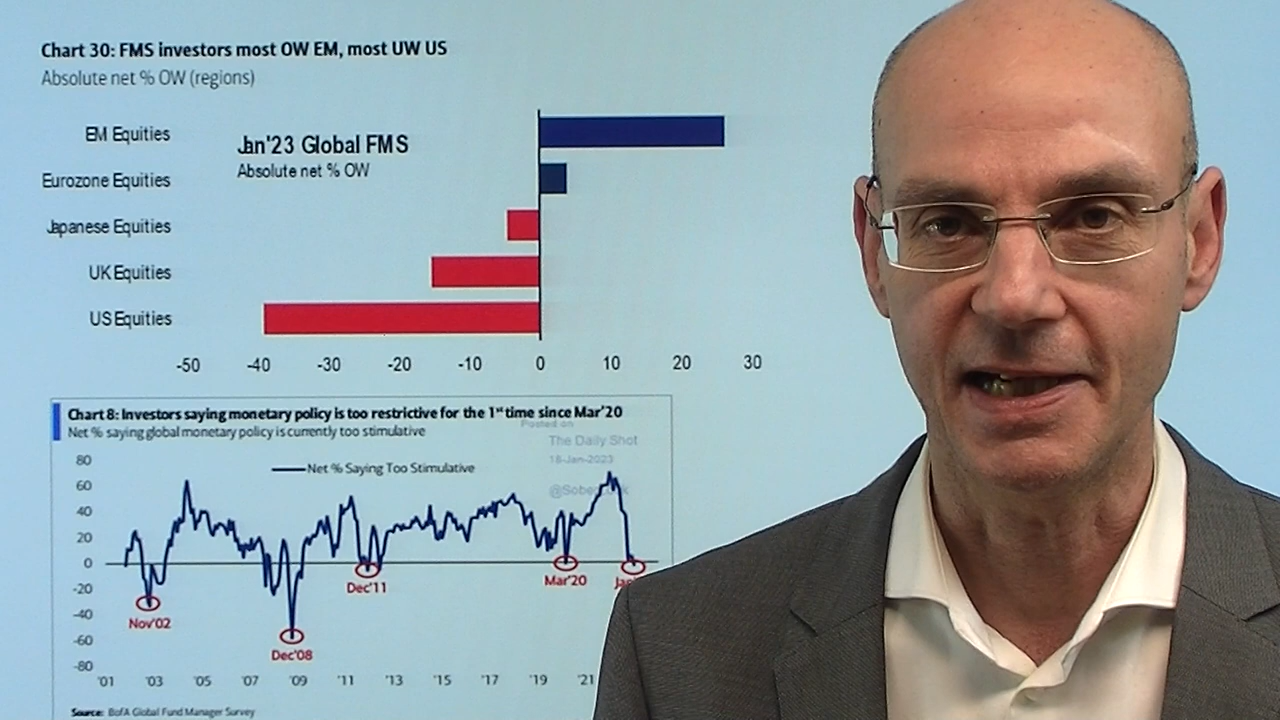 Chart 30: FMS investors most OW EM, most UW US
Absolute net % OW (regions)
EM Equities
Jan'23 Global FMS
Absolute net % OW
Eurozone Equities
Japanese Equities
UK Equities
US Equities
-50 -40 -30 -20 -10 0 10 20 30
Chart 8: Investors saying monetary policy is too restrictive for the 1st time since Mar'20
Net % saying global monetary policy is currently too stimulative
Posted on
The Daily Shot
18-Jan-2023
Net % Saying Too Stimulative
80
60
40
20
0
-20
-40
-60
-80
Nov'02
Dec'08
Dec'11
Mar'20
'01 '03 '05 '07 '09 '11 '13 '15 '17 '19 '21
Source: BofA Global Fund Manager Survey